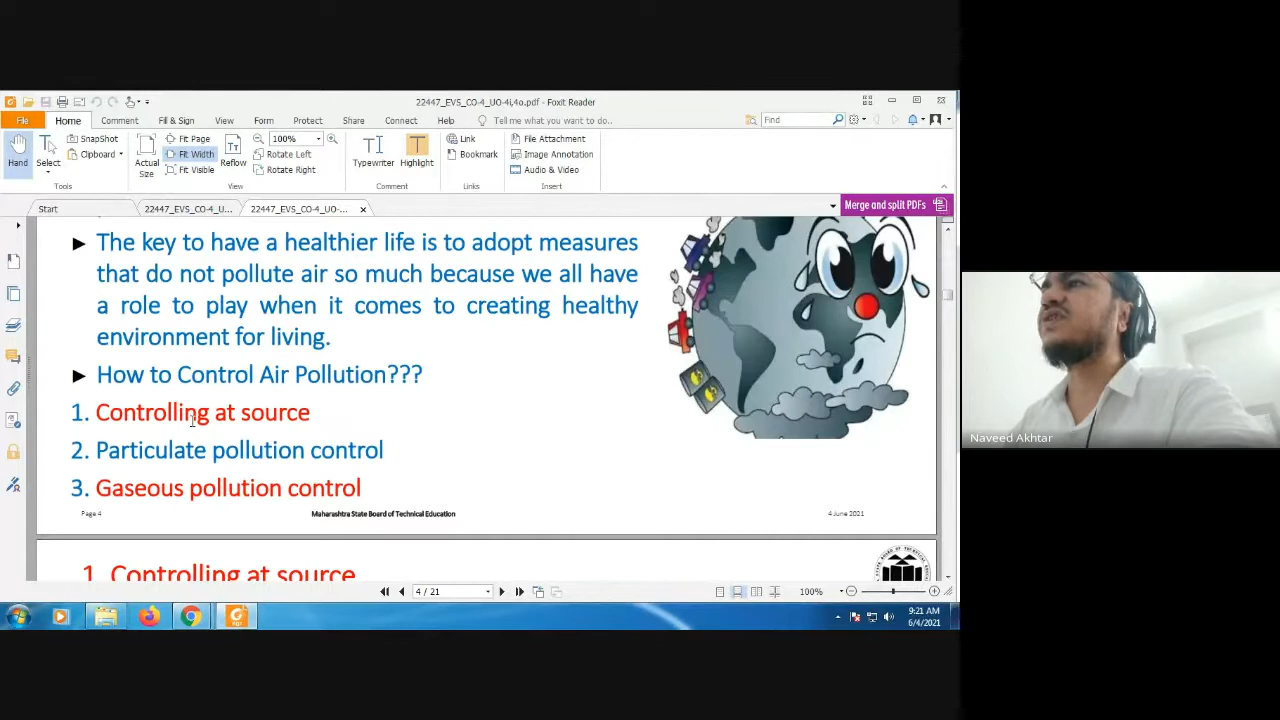 22447_EVS_CO-4_UO-4i,4o.pdf - Foxit Reader
File Home Comment Fill & Sign View Form Protect Share Connect Help Tell me what you want to do.. Find
Hand
Select
SnapShot
Clipboard
Tools
Actual Size
Fit Page
Fit Width
Fit Visible
Reflow
100%
Rotate Left
Rotate Right
View
Typewriter
Highlight
Comment
Link
Bookmark
Links
File Attachment
Image Annotation
Audio & Video
Insert
Start 22447_EVS_CO-4_U... 22447_EVS_CO-4_UO-... Merge and split PDFs
► The key to have a healthier life is to adopt measures
that do not pollute air so much because we all have
a role to play when it comes to creating healthy
environment for living.
► How to Control Air Pollution???
1. Controlling at source
2. Particulate pollution control
3. Gaseous pollution control
Page 4 Maharashtra State Board of Technical Education 4 June 2021
1. Controlling at source
4 / 21 100%
9:21 AM
6/4/2021
Naveed Akhtar